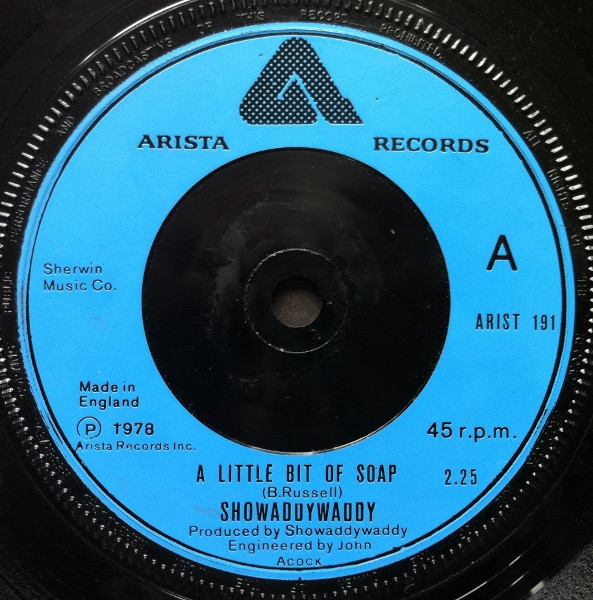 ARISTA RECORDS
A
Sherwin
Music Co.
ARIST 191
Made in
England
Ⓟ 1978
Arista Records Inc.
45 r.p.m.
A LITTLE BIT OF SOAP
2.25
(B.Russell)
SHOWADDYWADDY
Produced by Showaddywaddy
Engineered by John
Acock